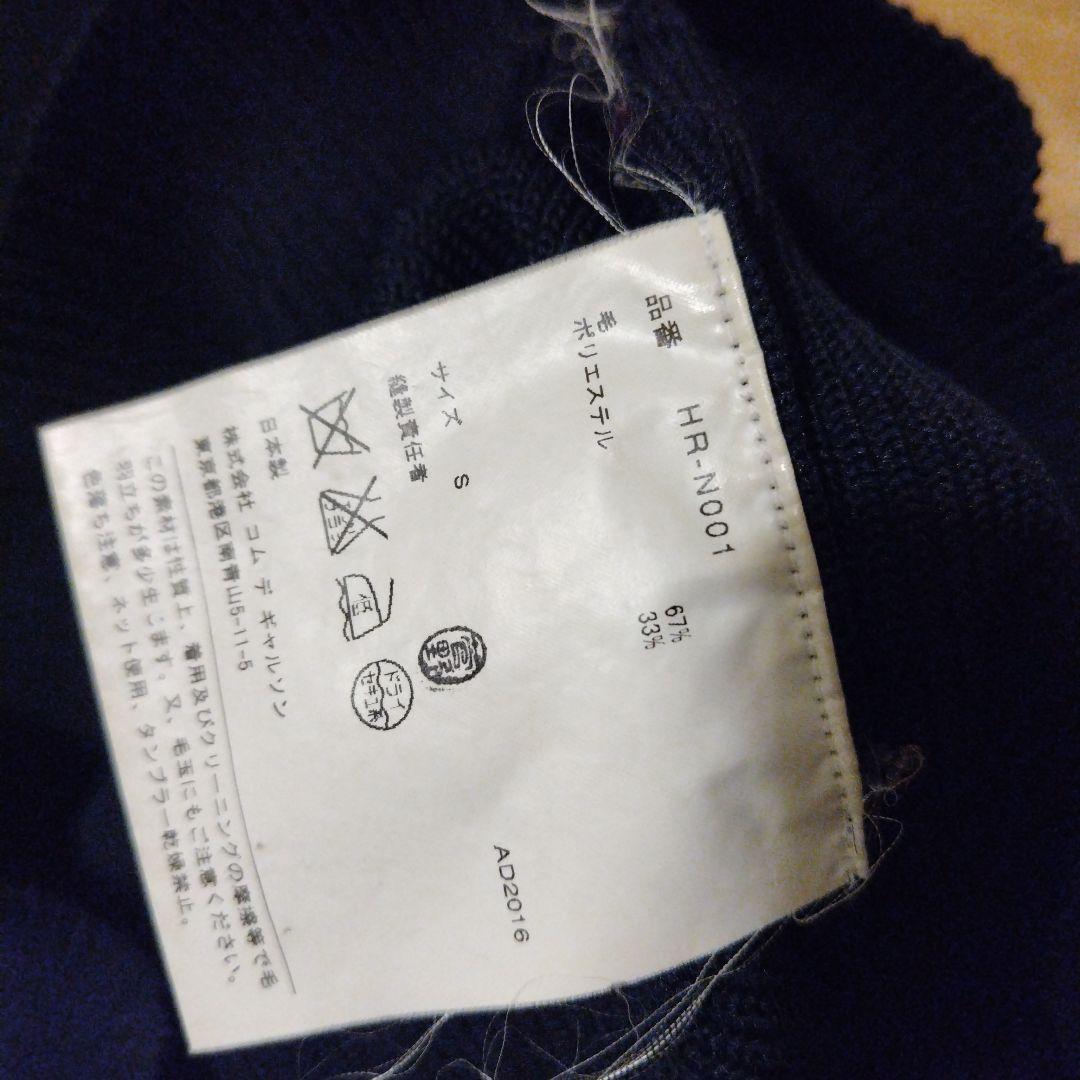 品番 HR-N001
毛 67%
ポリエステル 33%
AD2016
サイズ S
縫製責任者
低
ドライ
セキユ系
日本製
株式会社 コム デ ギャルソン
東京都港区南青山5-11-5
この素材は性質上、着用及びクリーニングの摩擦等で毛
羽立ちが多少生じます。又、毛玉にもご注意ください。
色落ち注意、ネット使用、タンブラー乾燥禁止。